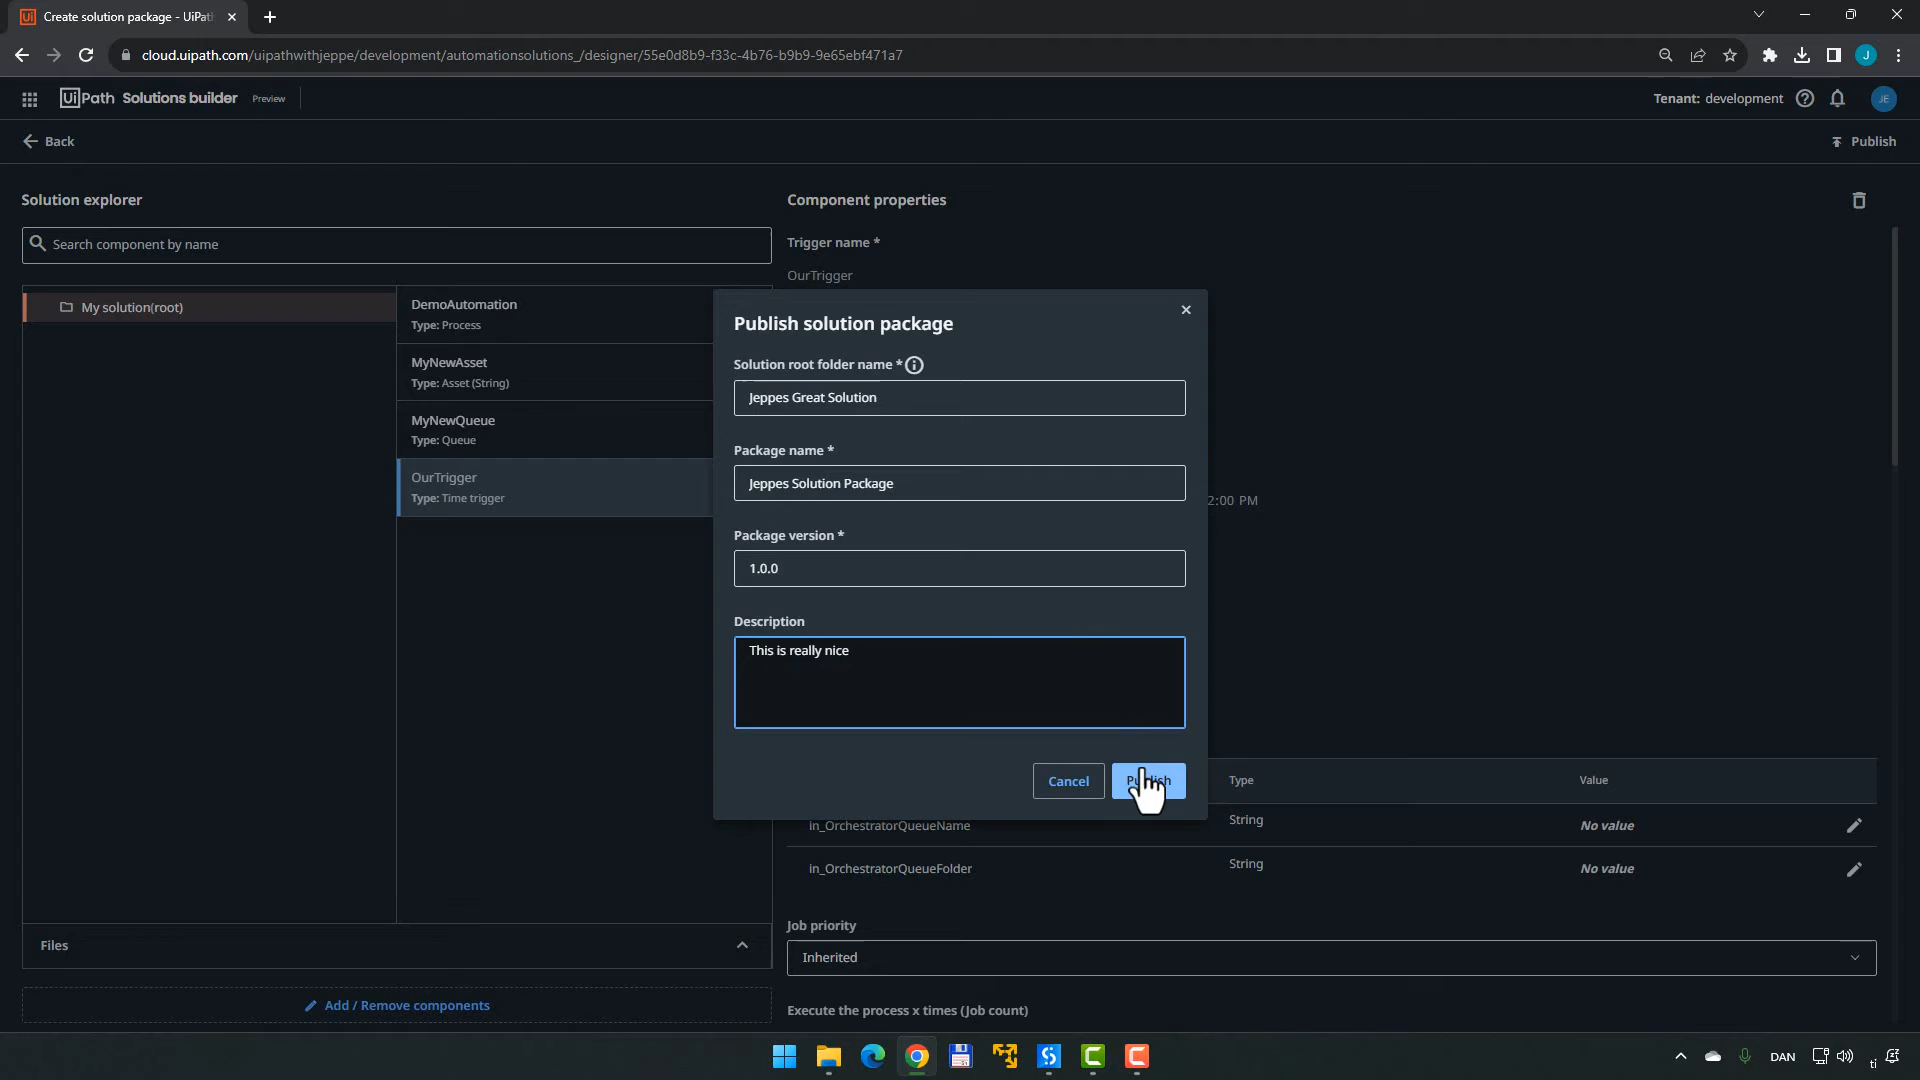 Create solution package - UiPat
cloud.uipath.com/uipathwithjeppe/development/automationsolutions_/designer/55e0d8b9-f33c-4b76-b9b9-9e65ebf471a7
J
UiPath Solutions builder Preview
Tenant: development
JE
Back
Publish
Solution explorer
Search component by name
My solution(root)
DemoAutomation
Type: Process
MyNewAsset
Type: Asset (String)
MyNewQueue
Type: Queue
OurTrigger
Type: Time trigger
Files
Add / Remove components
Component properties
Trigger name *
OurTrigger
2:00 PM
Publish solution package
Solution root folder name *
Jeppes Great Solution
Package name *
Jeppes Solution Package
Package version *
1.0.0
Description
This is really nice
Cancel
Type Value
in_OrchestratorQueueName String No value
in_OrchestratorQueueFolder String No value
Job priority
Inherited
Execute the process x times (Job count)
DAN